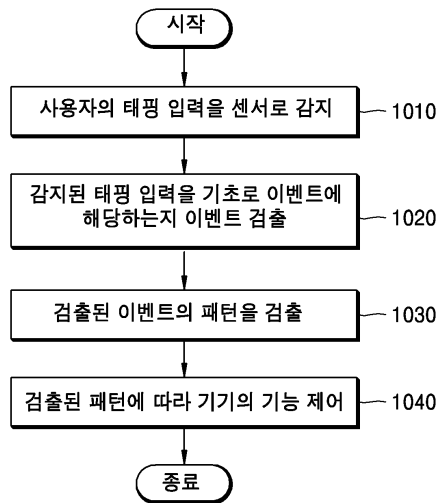 시작
사용자의 태핑 입력을 센서로 감지
1010
감지된 태핑 입력을 기초로 이벤트에
해당하는지 이벤트 검출
1020
검출된 이벤트의 패턴을 검출
1030
검출된 패턴에 따라 기기의 기능 제어
1040
종료